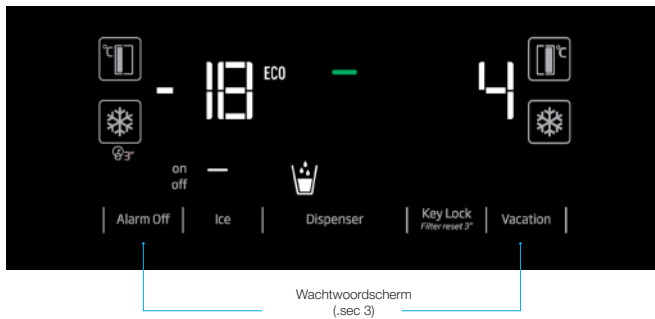 °C °C
-18 ECO 4
3"
on
off
Alarm Off Ice Dispenser Key Lock Vacation
Filter reset 3"
Wachtwoordscherm
(.sec 3)